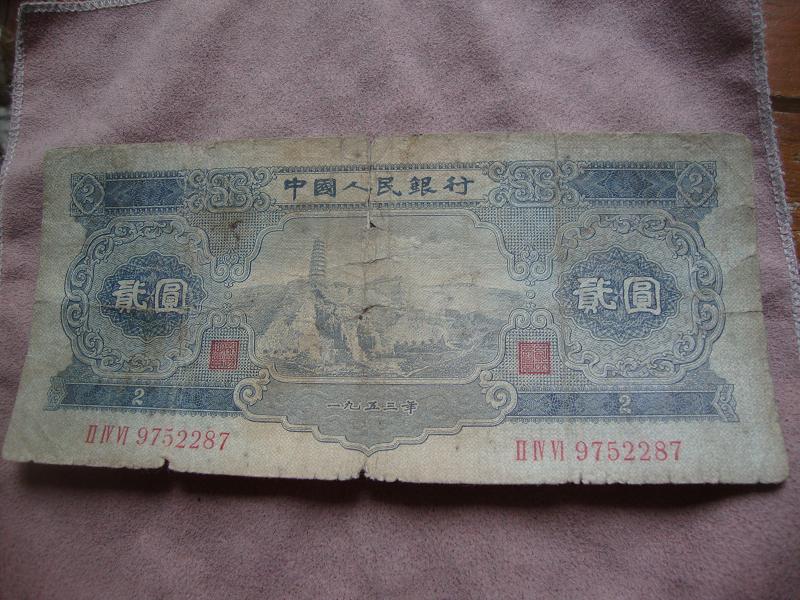 2 中國人民銀行 2
貳圓 貳圓
2 一九五三年 2
II IV VI 9752287 II IV VI 9752287